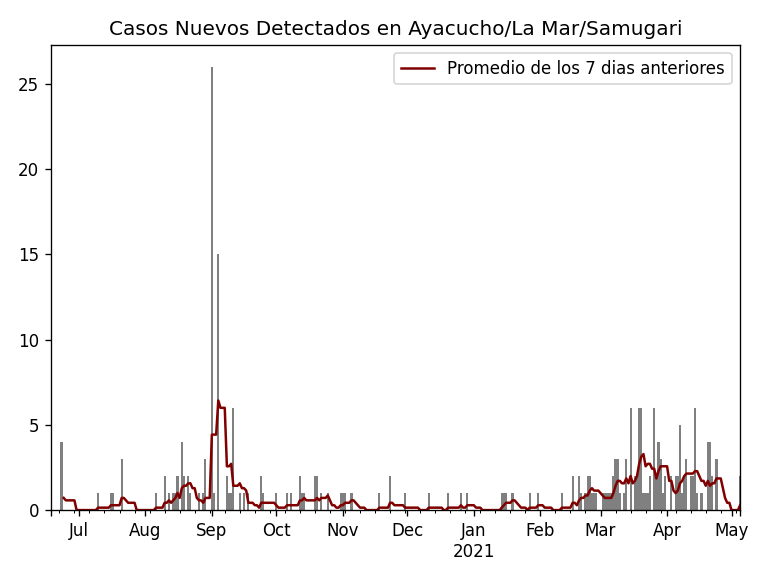 Casos Nuevos Detectados en Ayacucho/La Mar/Samugari
Promedio de los 7 dias anteriores
25
20
15
10
5
0
Jul Aug Sep Oct Nov Dec Jan Feb Mar Apr May
2021